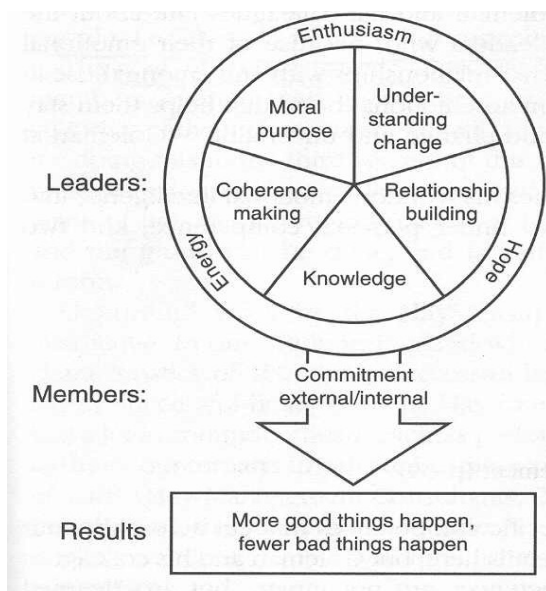 Enthusiasm
Moral
purpose
Under-
standing
change
Leaders:
Coherence
making
Relationship
building
Energy
Hope
Knowledge
Members:
Commitment
external/internal
Results
More good things happen,
fewer bad things happen